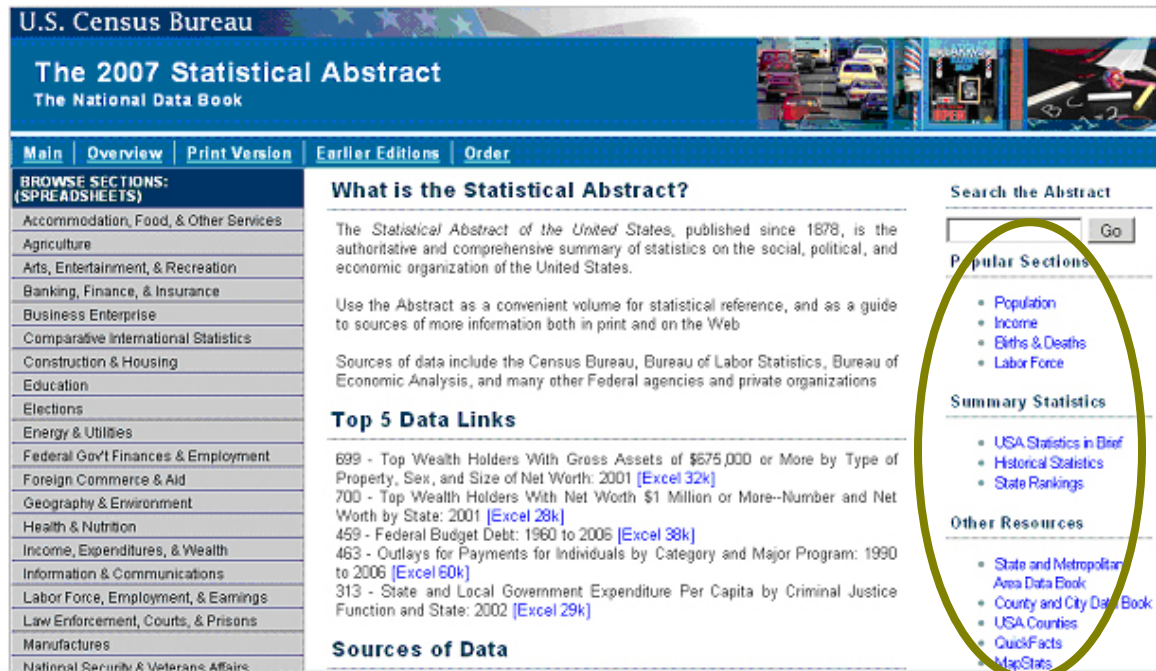 U.S. Census Bureau
The 2007 Statistical Abstract
The National Data Book
Main Overview Print Version Earlier Editions Order
BROWSE SECTIONS:
(SPREADSHEETS)
Accommodation, Food, & Other Services
Agriculture
Arts, Entertainment, & Recreation
Banking, Finance, & Insurance
Business Enterprise
Comparative International Statistics
Construction & Housing
Education
Elections
Energy & Utilities
Federal Gov't Finances & Employment
Foreign Commerce & Aid
Geography & Environment
Health & Nutrition
Income, Expenditures, & Wealth
Information & Communications
Labor Force, Employment, & Earnings
Law Enforcement, Courts, & Prisons
Manufactures
National Security & Veterans Affairs
What is the Statistical Abstract?
The Statistical Abstract of the United States, published since 1878, is the
authoritative and comprehensive summary of statistics on the social, political, and
economic organization of the United States.
Use the Abstract as a convenient volume for statistical reference, and as a guide
to sources of more information both in print and on the Web
Sources of data include the Census Bureau, Bureau of Labor Statistics, Bureau of
Economic Analysis, and many other Federal agencies and private organizations
Top 5 Data Links
699 - Top Wealth Holders With Gross Assets of $675,000 or More by Type of
Property, Sex, and Size of Net Worth: 2001 [Excel 32k]
700 - Top Wealth Holders With Net Worth $1 Million or More--Number and Net
Worth by State: 2001 [Excel 28k]
459 - Federal Budget Debt: 1960 to 2006 [Excel 38k]
463 - Outlays for Payments for Individuals by Category and Major Program: 1990
to 2006 [Excel 60k]
313 - State and Local Government Expenditure Per Capita by Criminal Justice
Function and State: 2002 [Excel 29k]
Sources of Data
Search the Abstract
Go
Popular Sections
Population
Income
Births & Deaths
Labor Force
Summary Statistics
USA Statistics in Brief
Historical Statistics
State Rankings
Other Resources
State and Metropolitan
Area Data Book
County and City Data Book
USA Counties
QuickFacts
MapStats
OPEN
A B C
1-2